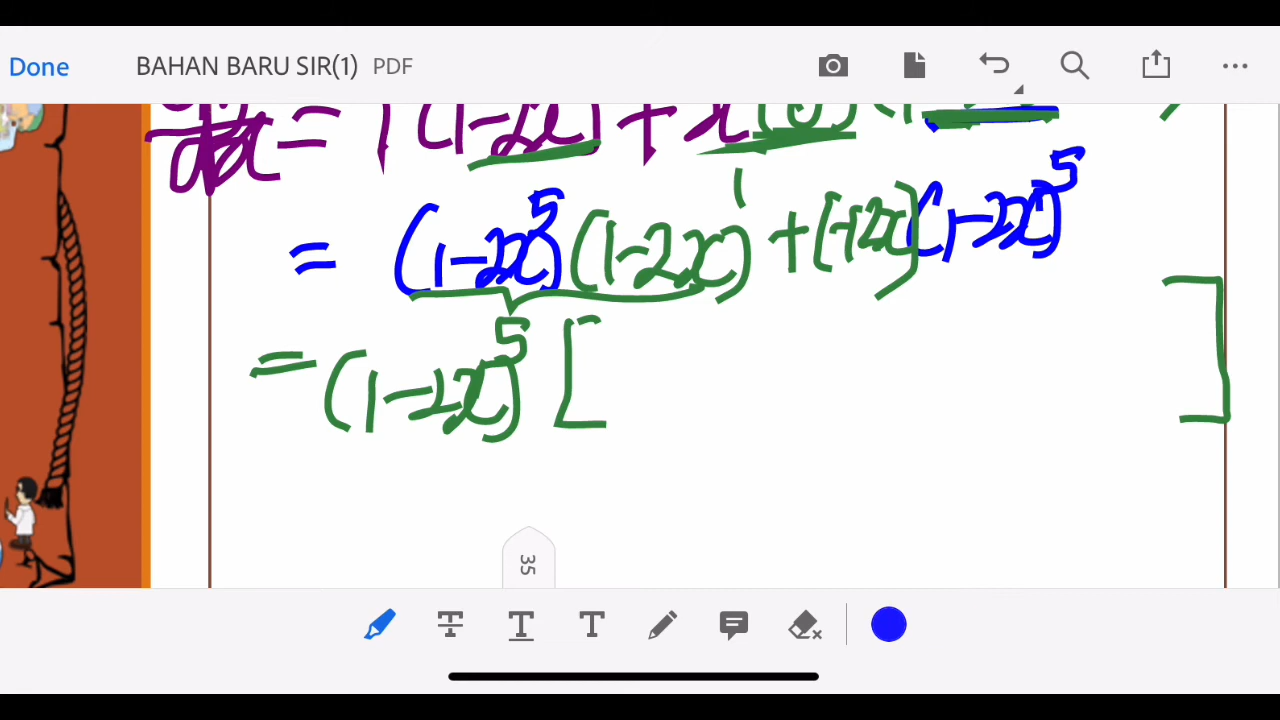 Done BAHAN BARU SIR(1) PDF
= (1-2x)^5 (1-2x)^1 + (-12x)(1-2x)^5
= (1-2x)^5 [ ]
35